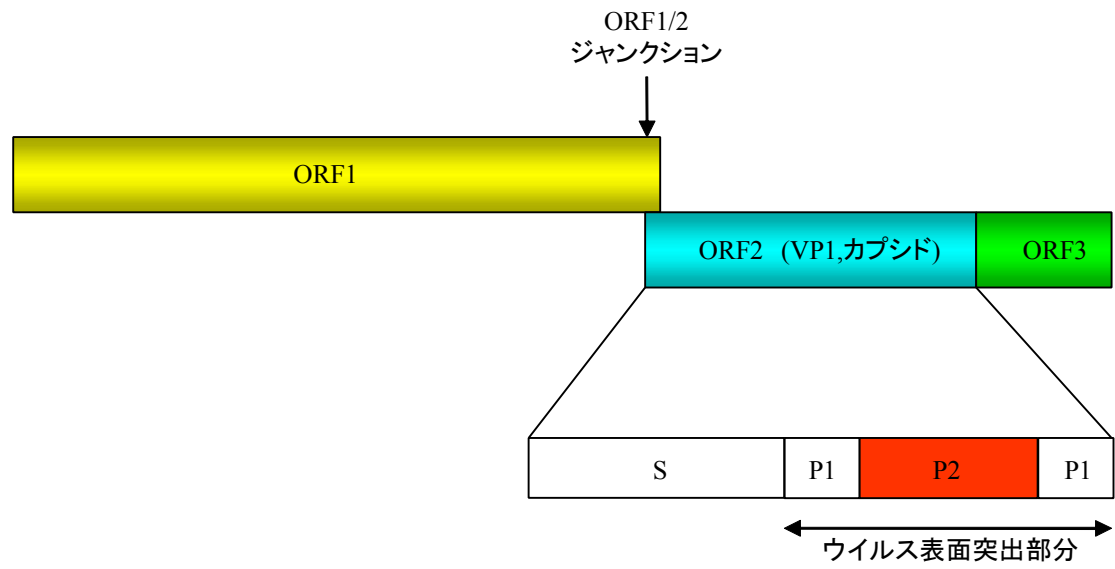 ORF1/2
ジャンクション
ORF1
ORF2 (VP1,カプシド)
ORF3
S
P1
P2
P1
ウイルス表面突出部分